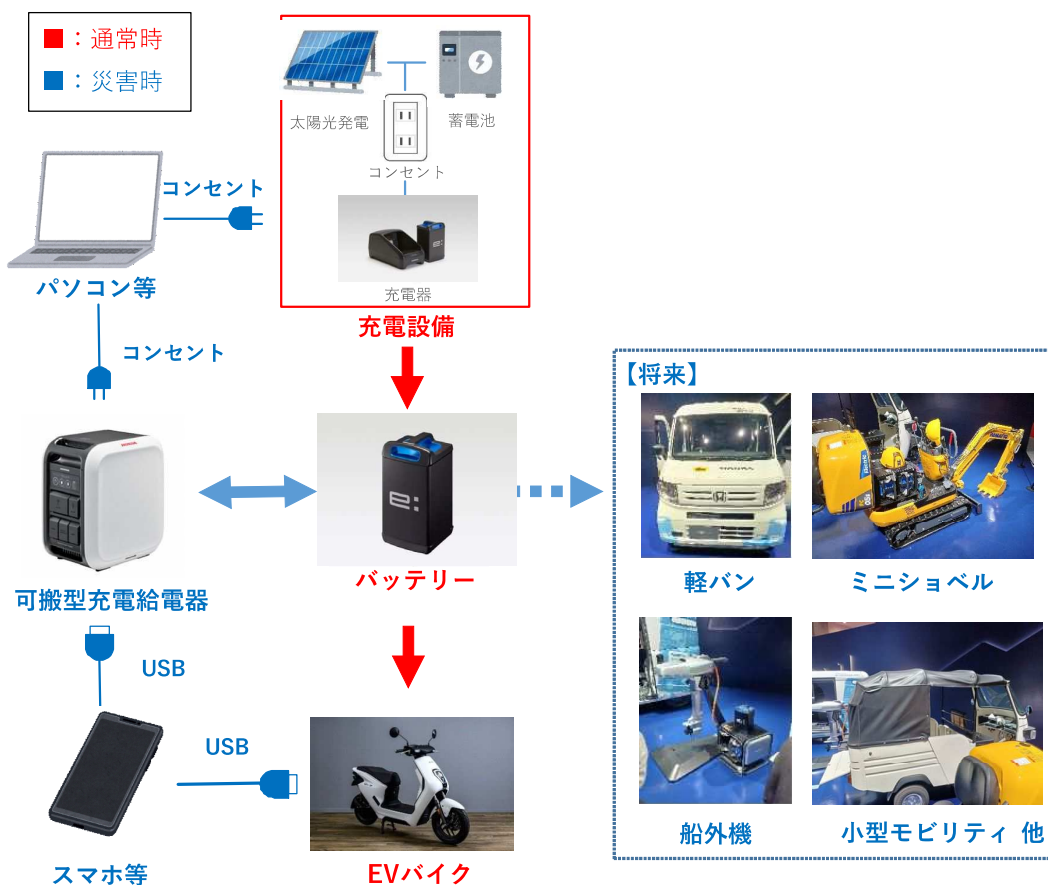 ■：通常時
■：災害時
太陽光発電
蓄電池
コンセント
充電器
充電設備
コンセント
パソコン等
コンセント
可搬型充電給電器
e:
バッテリー
USB
USB
スマホ等
EVバイク
【将来】
軽バン
ミニショベル
船外機
小型モビリティ 他